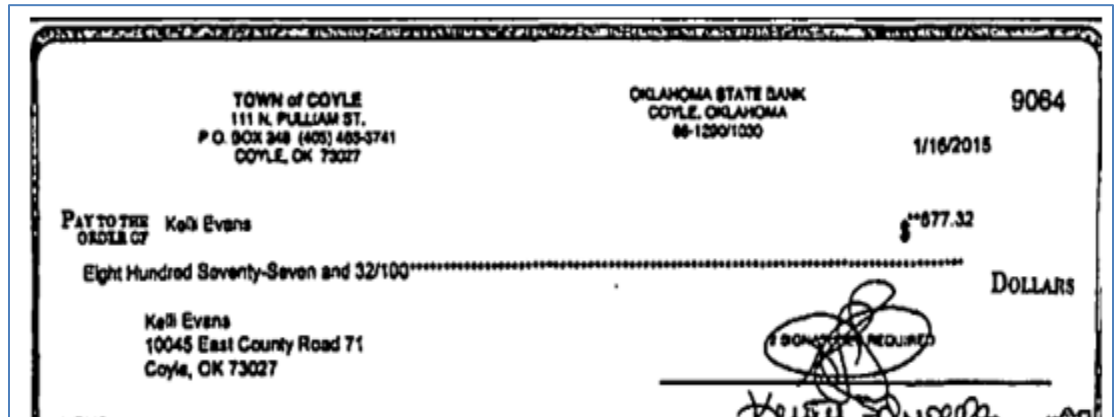 TOWN of COYLE
111 N. PULLIAM ST.
P O. BOX 348 (405) 466-3741
COYLE, OK 73027
OKLAHOMA STATE BANK
COYLE, OKLAHOMA
86-1290/1030
9064
1/16/2015
PAY TO THE ORDER OF Kelli Evans
$**877.32
Eight Hundred Seventy-Seven and 32/100**********
DOLLARS
Kelli Evans
10045 East County Road 71
Coyle, OK 73027
2 SIGNATURES REQUIRED